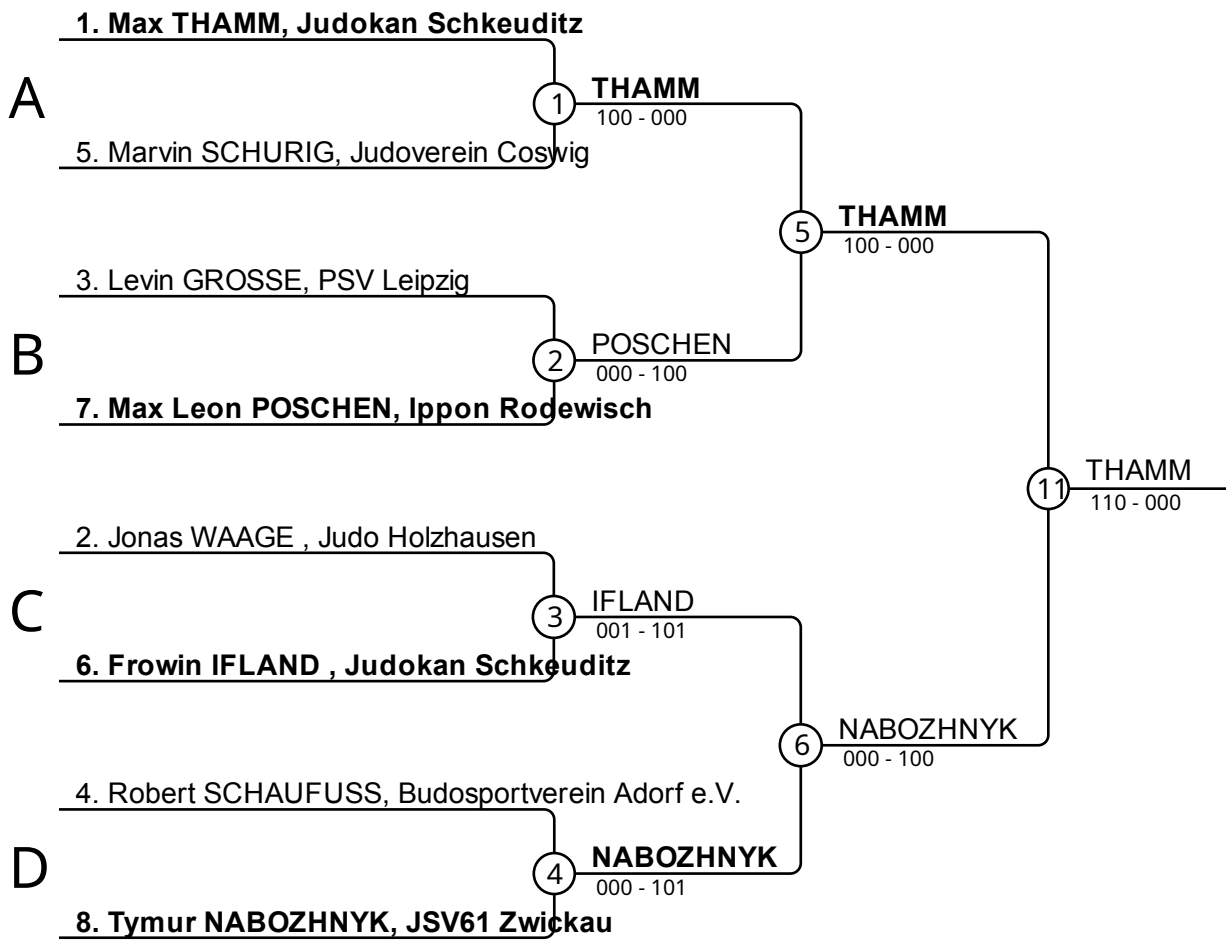 1. Max THAMM, Judokan Schkeuditz
A
1
THAMM
100 - 000
5. Marvin SCHURIG, Judoverein Coswig
5
THAMM
100 - 000
3. Levin GROSSE, PSV Leipzig
B
2
POSCHEN
000 - 100
7. Max Leon POSCHEN, Ippon Rodewisch
11
THAMM
110 - 000
2. Jonas WAAGE , Judo Holzhausen
C
3
IFLAND
001 - 101
6. Frowin IFLAND , Judokan Schkeuditz
6
NABOZHNYK
000 - 100
4. Robert SCHAUFUSS, Budosportverein Adorf e.V.
D
4
NABOZHNYK
000 - 101
8. Tymur NABOZHNYK, JSV61 Zwickau